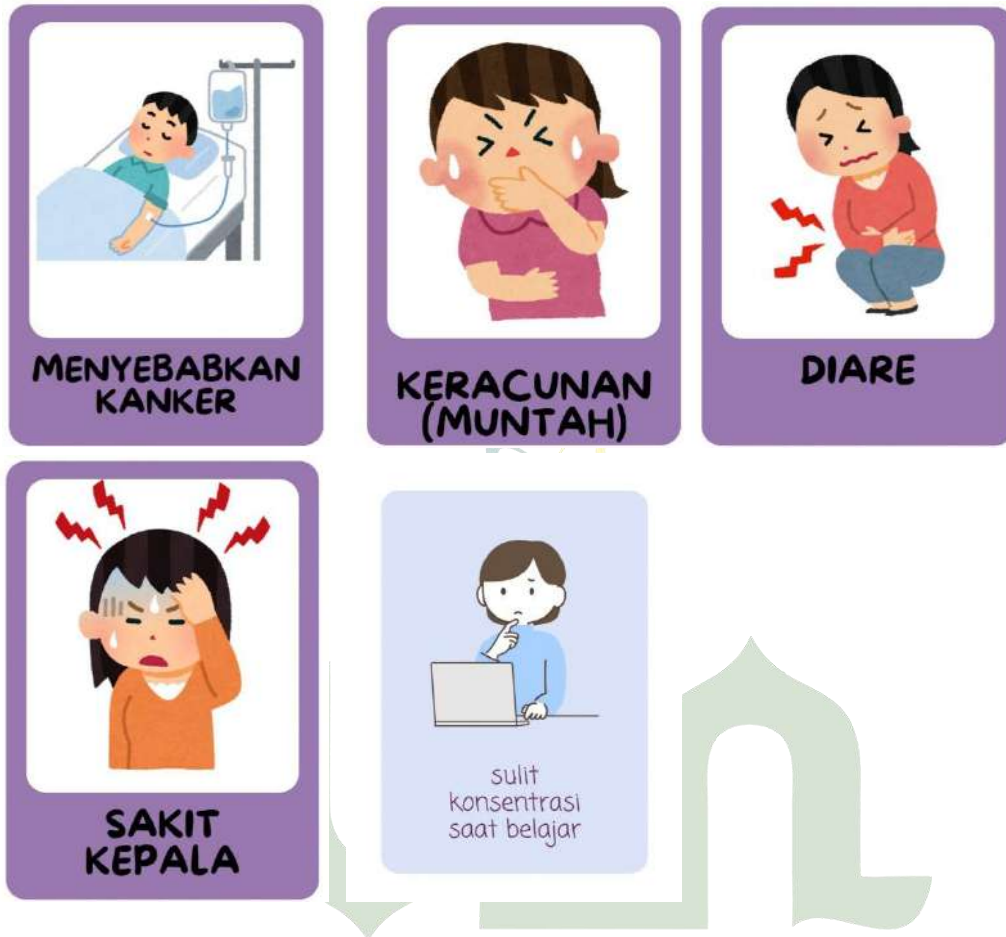 MENYEBABKAN
KANKER
KERACUNAN
(MUNTAH)
DIARE
SAKIT
KEPALA
sulit
konsentrasi
saat belajar